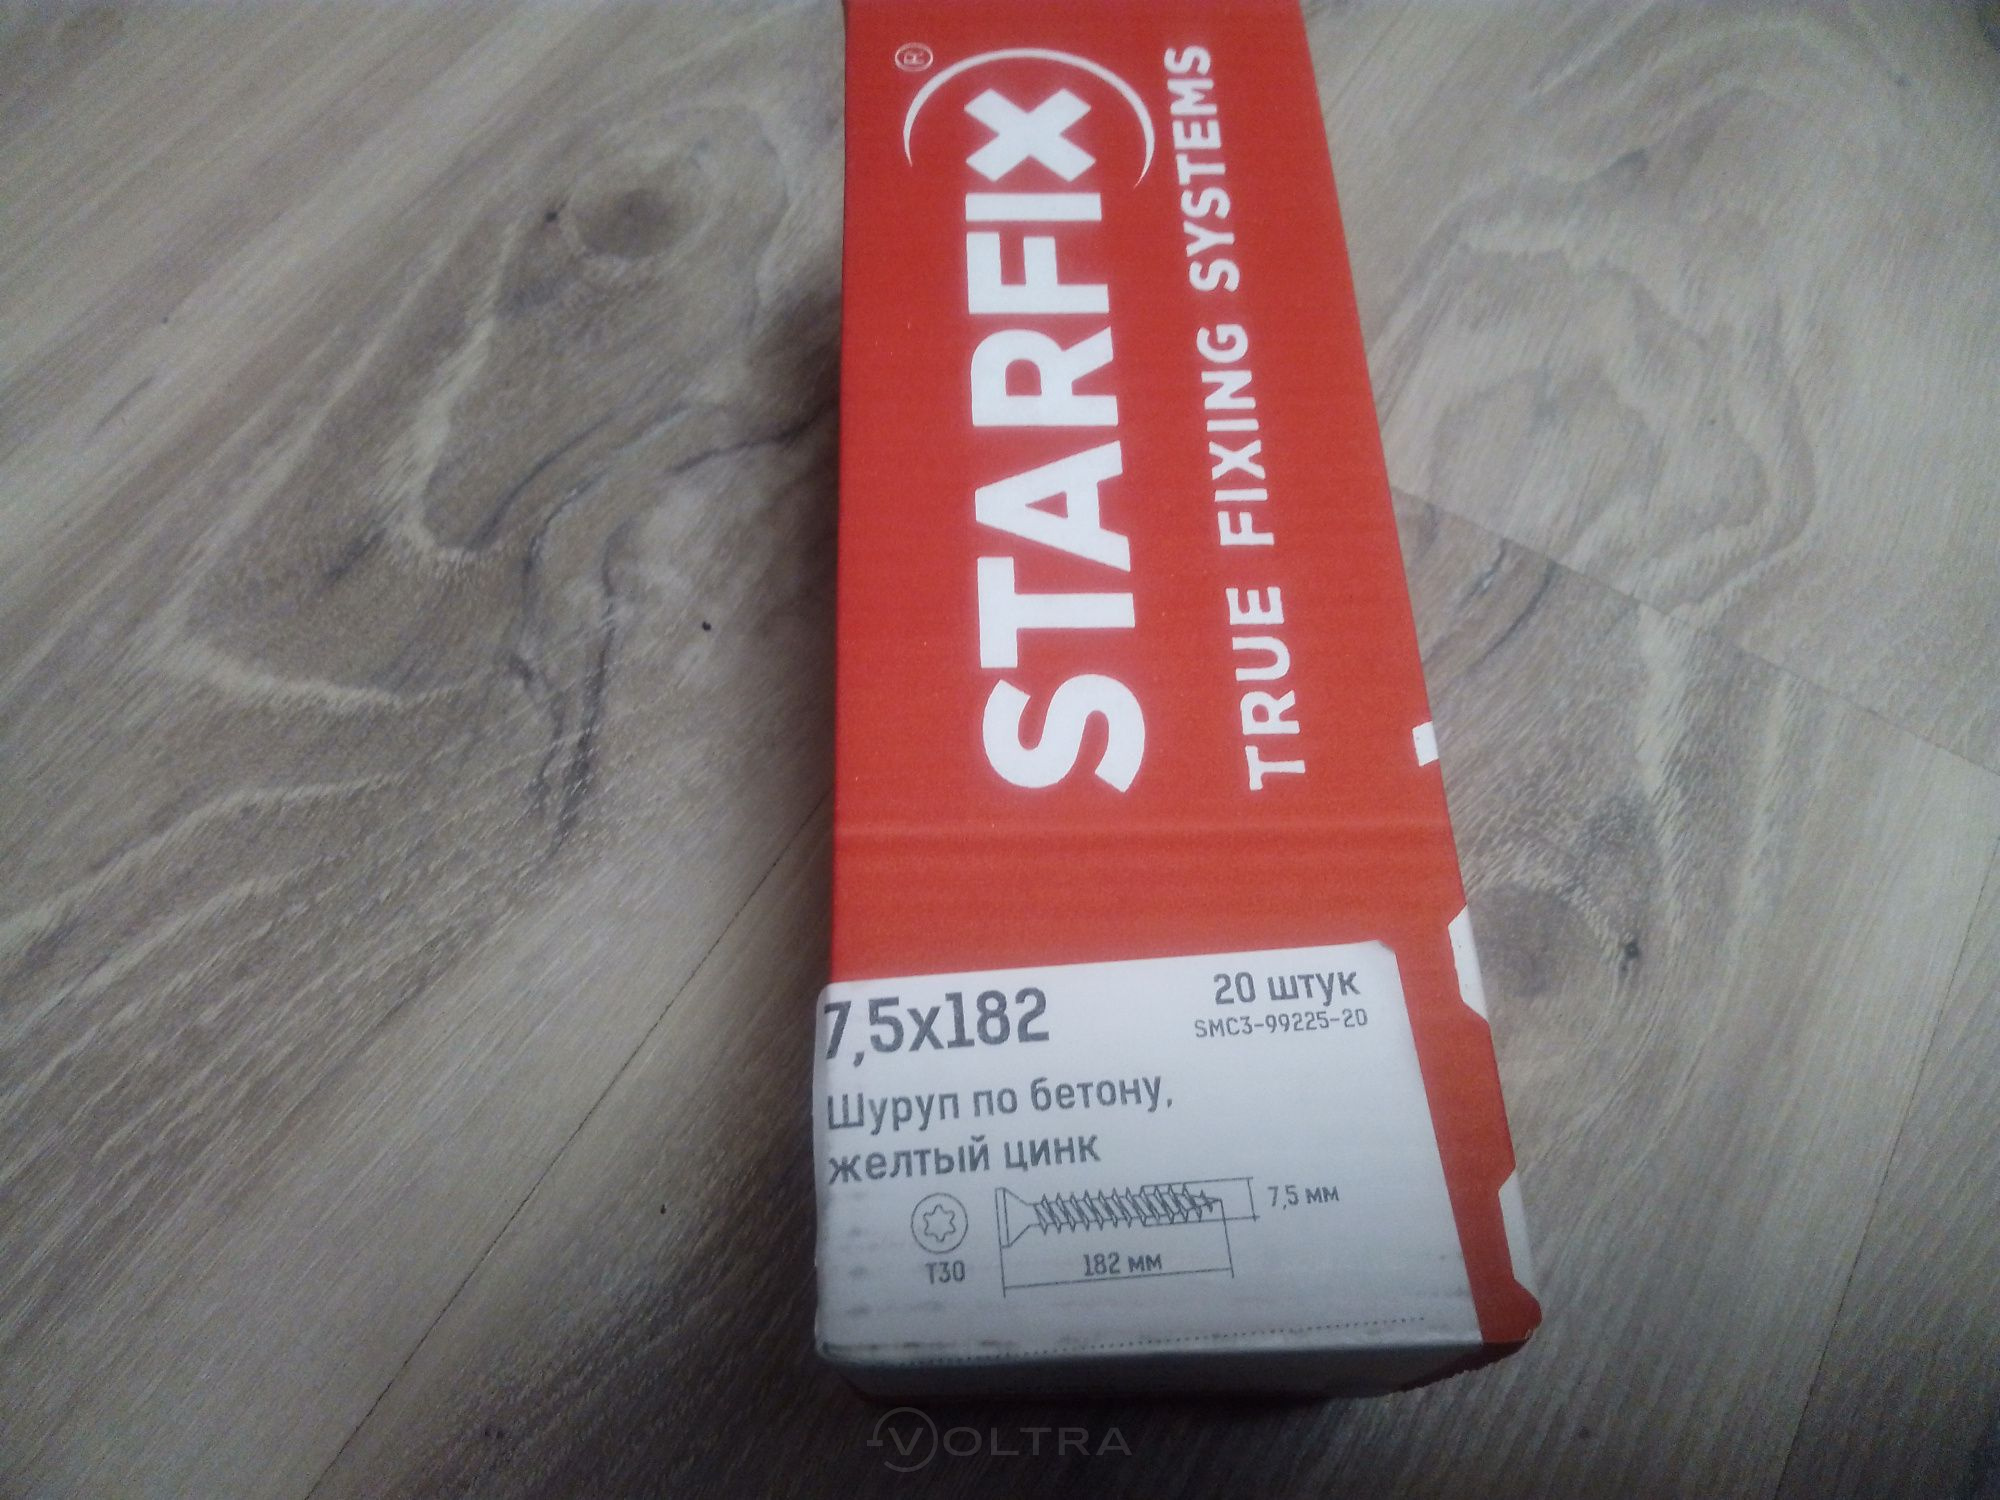 STARFIX®
TRUE FIXING SYSTEMS
7,5x182
20 штук
SMC3-99225-20
Шуруп по бетону,
желтый цинк
7,5 мм
182 мм
T30
VOLTRA